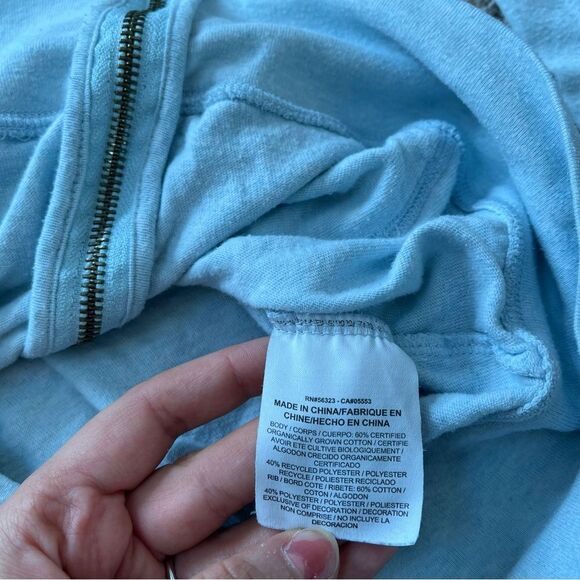 RN#56323 - CA#05553
MADE IN CHINA/FABRIQUE EN
CHINE/HECHO EN CHINA
BODY / CORPS / CUERPO: 60% CERTIFIED
ORGANICALLY GROWN COTTON / CERTIFIE
AVOIR ETE CULTIVE BIOLOGIQUEMENT /
ALGODON CRECIDO ORGANICAMENTE
CERTIFICADO
40% RECYCLED POLYESTER / POLYESTER
RECYCLE / POLIESTER RECICLADO
RIB / BORD COTE / RIBETE: 60% COTTON /
COTON / ALGODON
40% POLYESTER / POLYESTER / POLIESTER
EXCLUSIVE OF DECORATION / DECORATION
NON COMPRISE / NO INCLUSIVA EN LA
DECORACION